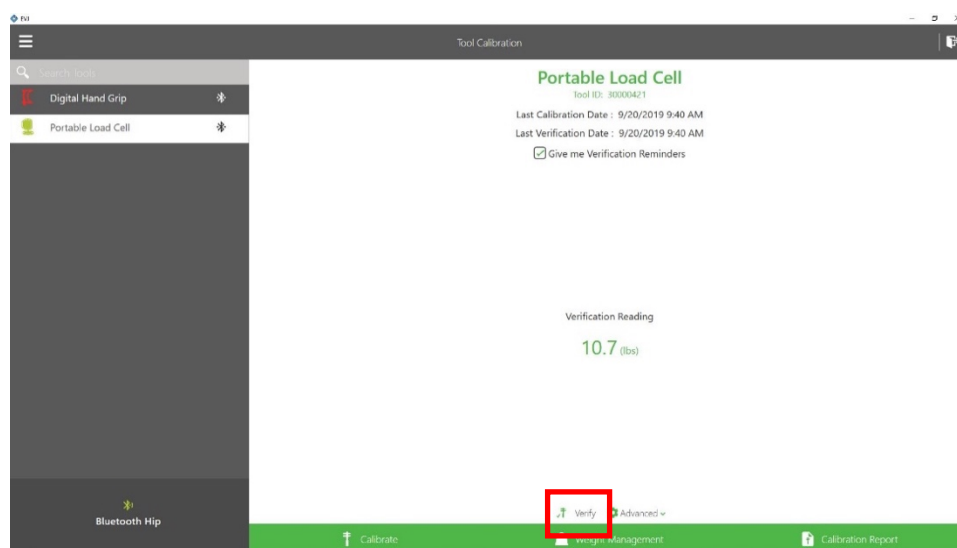 FVI
Tool Calibration
Search Tools
Digital Hand Grip
Portable Load Cell
Bluetooth Hip
Portable Load Cell
Tool ID: 30000421
Last Calibration Date : 9/20/2019 9:40 AM
Last Verification Date : 9/20/2019 9:40 AM
Give me Verification Reminders
Verification Reading
10.7 (lbs)
Verify Advanced
Calibrate Weight Management Calibration Report